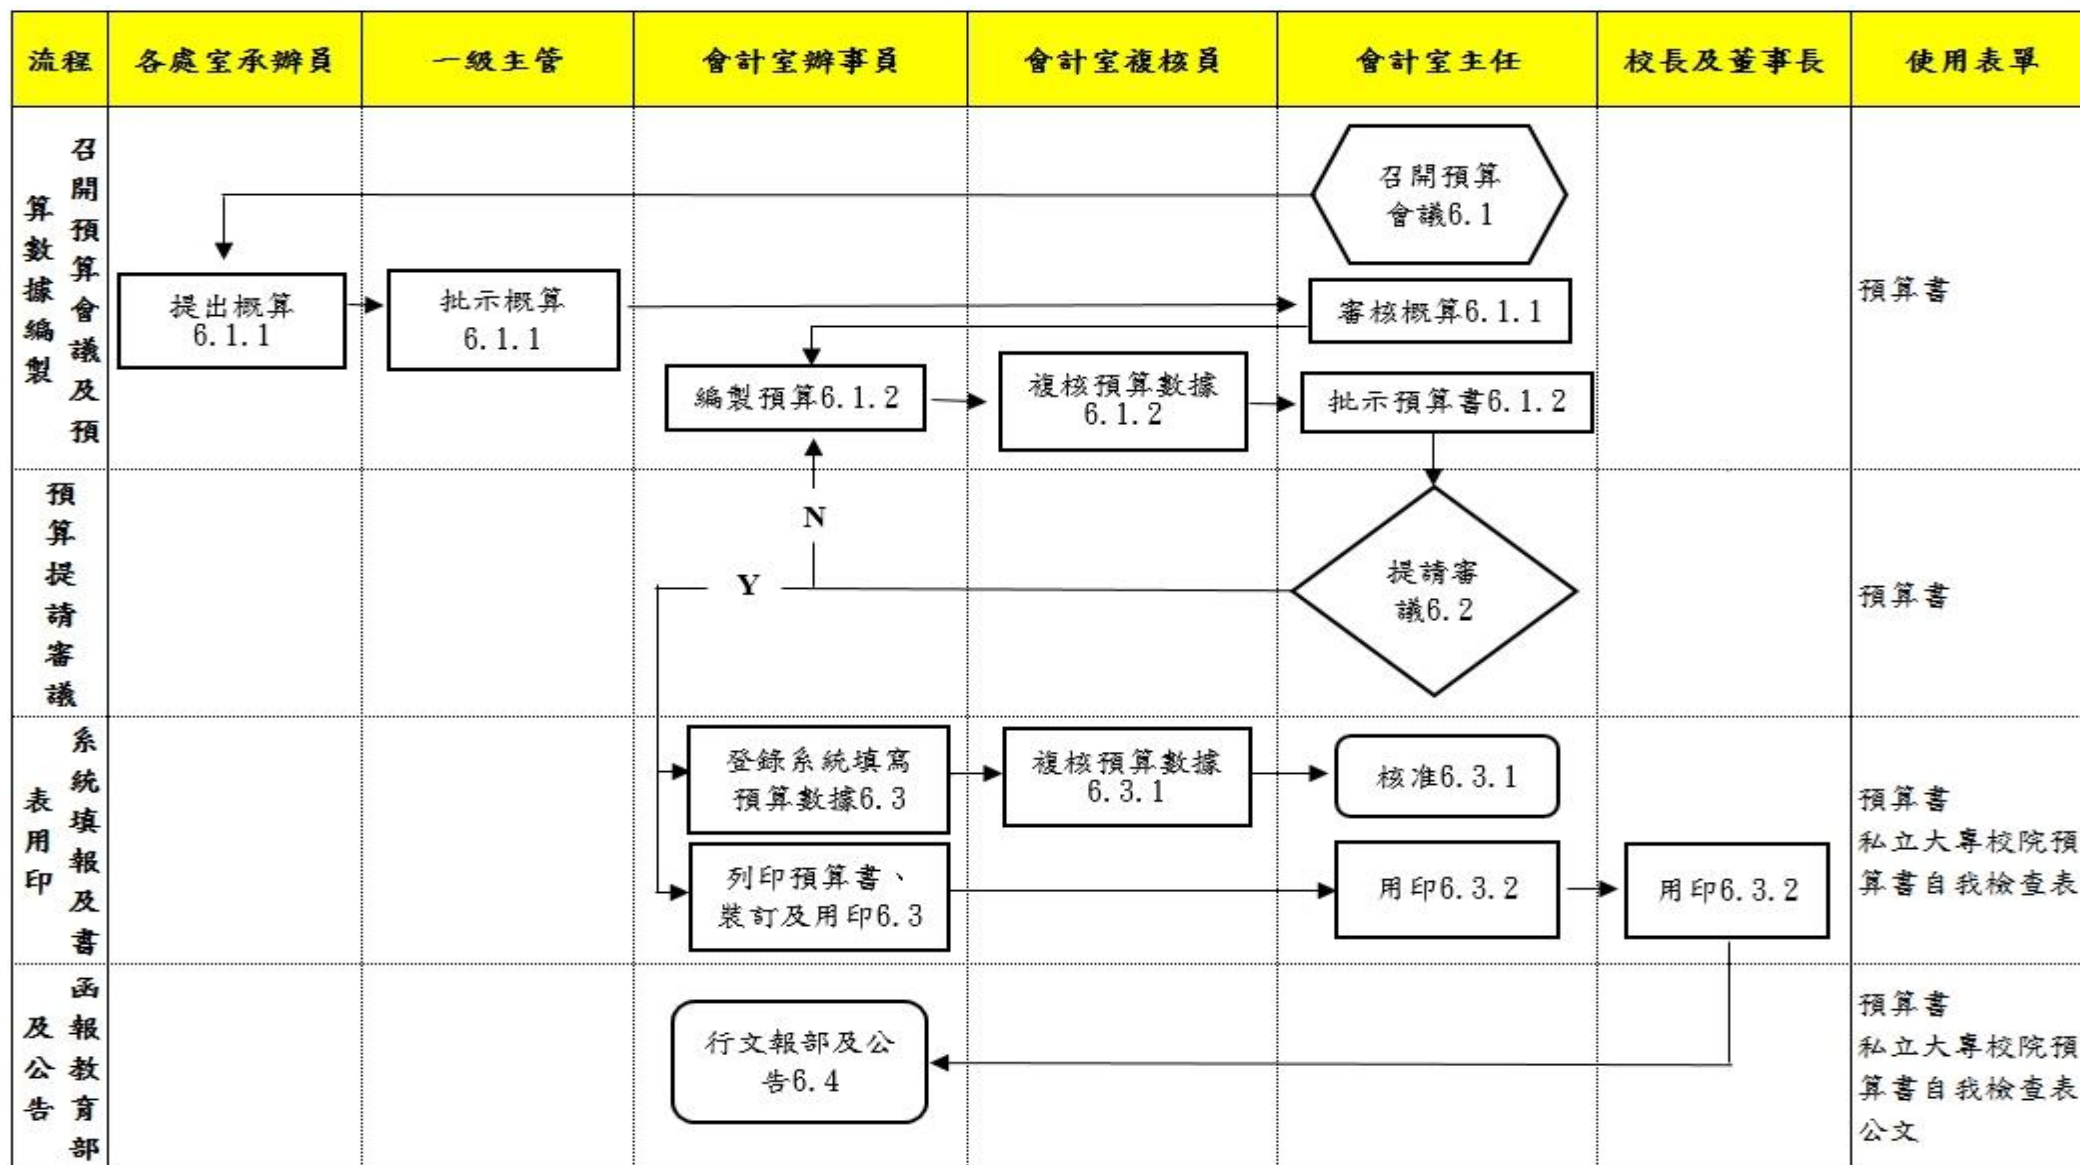 流程
各處室承辦員
一級主管
會計室辦事員
會計室複核員
會計室主任
校長及董事長
使用表單
召開預算會議及預
算數據編製
召開預算
會議6.1
提出概算
6.1.1
批示概算
6.1.1
審核概算6.1.1
編製預算6.1.2
複核預算數據
6.1.2
批示預算書6.1.2
預算書
預算提請審議
N
Y
提請審
議6.2
預算書
系統填報及書
表用印
登錄系統填寫
預算數據6.3
複核預算數據
6.3.1
核准6.3.1
列印預算書、
裝訂及用印6.3
用印6.3.2
用印6.3.2
預算書
私立大專校院預
算書自我檢查表
函報教育部
及公告
行文報部及公
告6.4
預算書
私立大專校院預
算書自我檢查表
公文